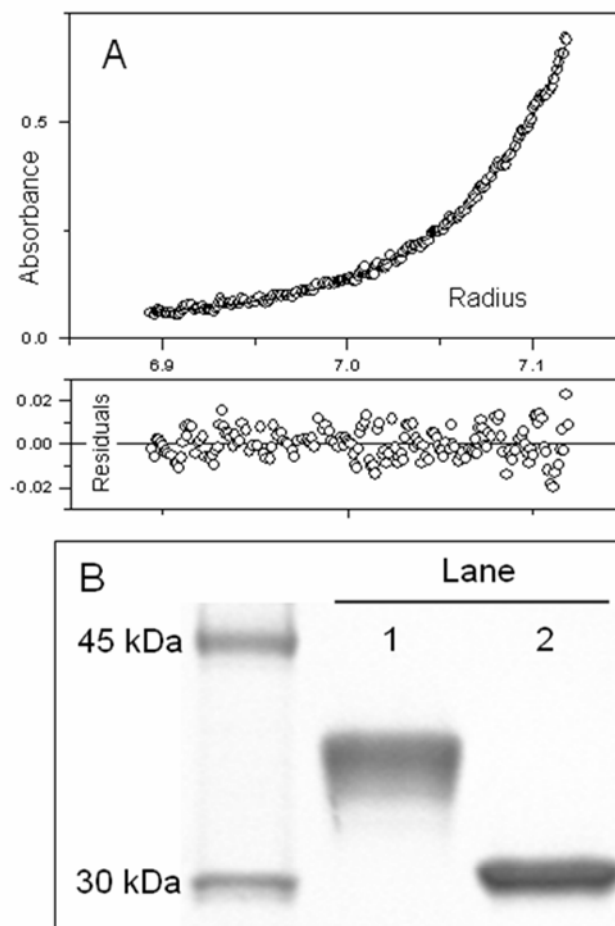 A
0.5
Absorbance
Radius
0.0
6.9 7.0 7.1
0.02
0.00
-0.02
Residuals
B
Lane
45 kDa
1 2
30 kDa